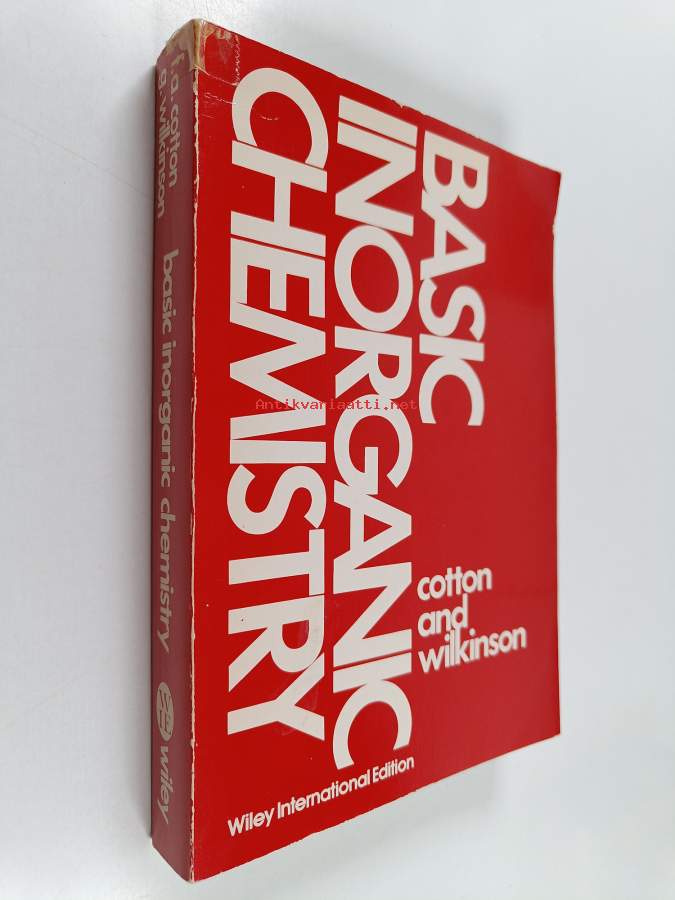 f. a. cotton
g. wilkinson
basic inorganic chemistry
wiley
BASIC
INORGANIC
CHEMISTRY
cotton
and
wilkinson
Wiley International Edition
Antikvariaatti.net